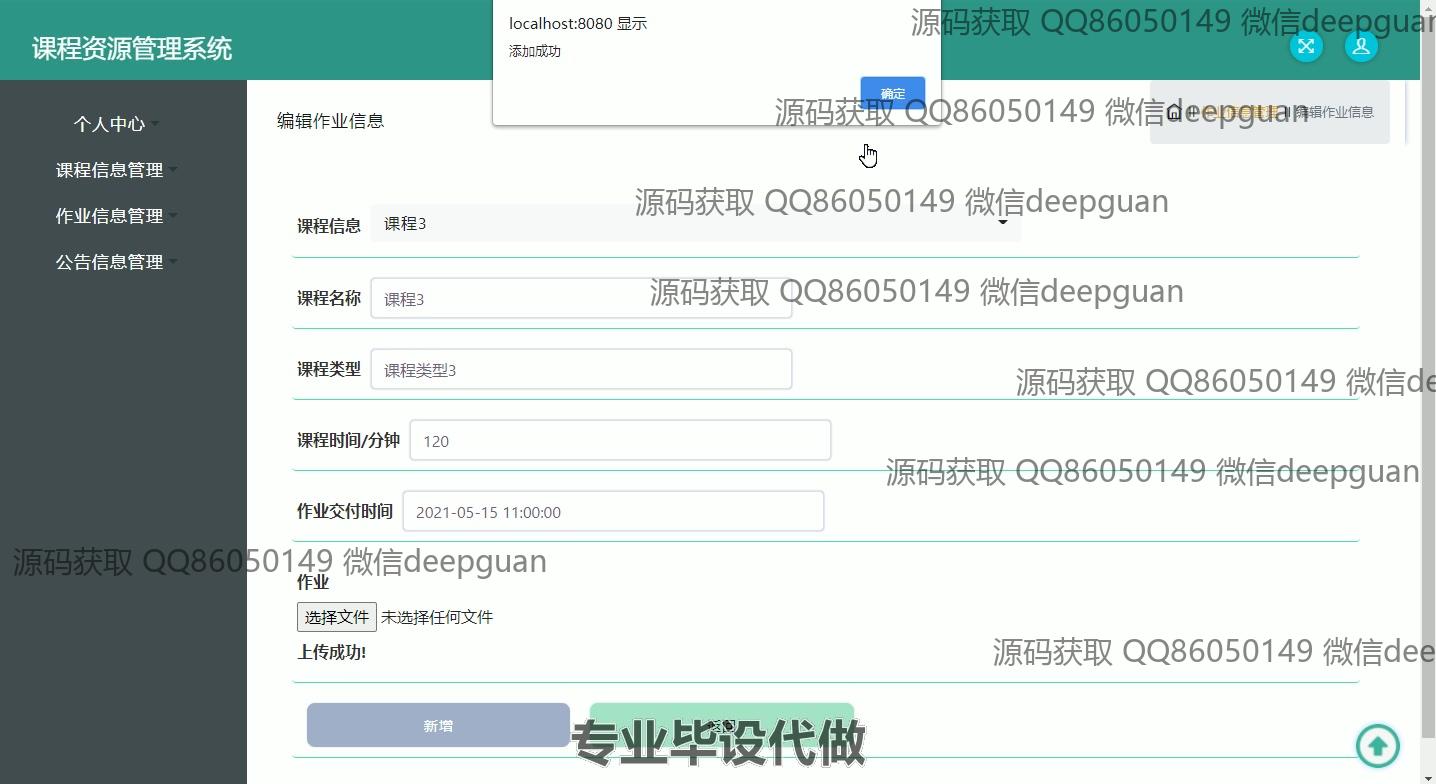 localhost:8080 显示
添加成功
确定
源码获取 QQ86050149 微信deepguan
课程资源管理系统
源码获取 QQ86050149 微信deepguan
个人中心
课程信息管理
作业信息管理
公告信息管理
编辑作业信息
作业信息管理 编辑作业信息
源码获取 QQ86050149 微信deepguan
课程信息 课程3
源码获取 QQ86050149 微信deepguan
课程名称 课程3
课程类型 课程类型3
源码获取 QQ86050149 微信de
课程时间/分钟 120
源码获取 QQ86050149 微信deepguan
作业交付时间 2021-05-15 11:00:00
源码获取 QQ86050149 微信deepguan
作业
选择文件 未选择任何文件
上传成功!
源码获取 QQ86050149 微信dee
新增
专业毕设代做